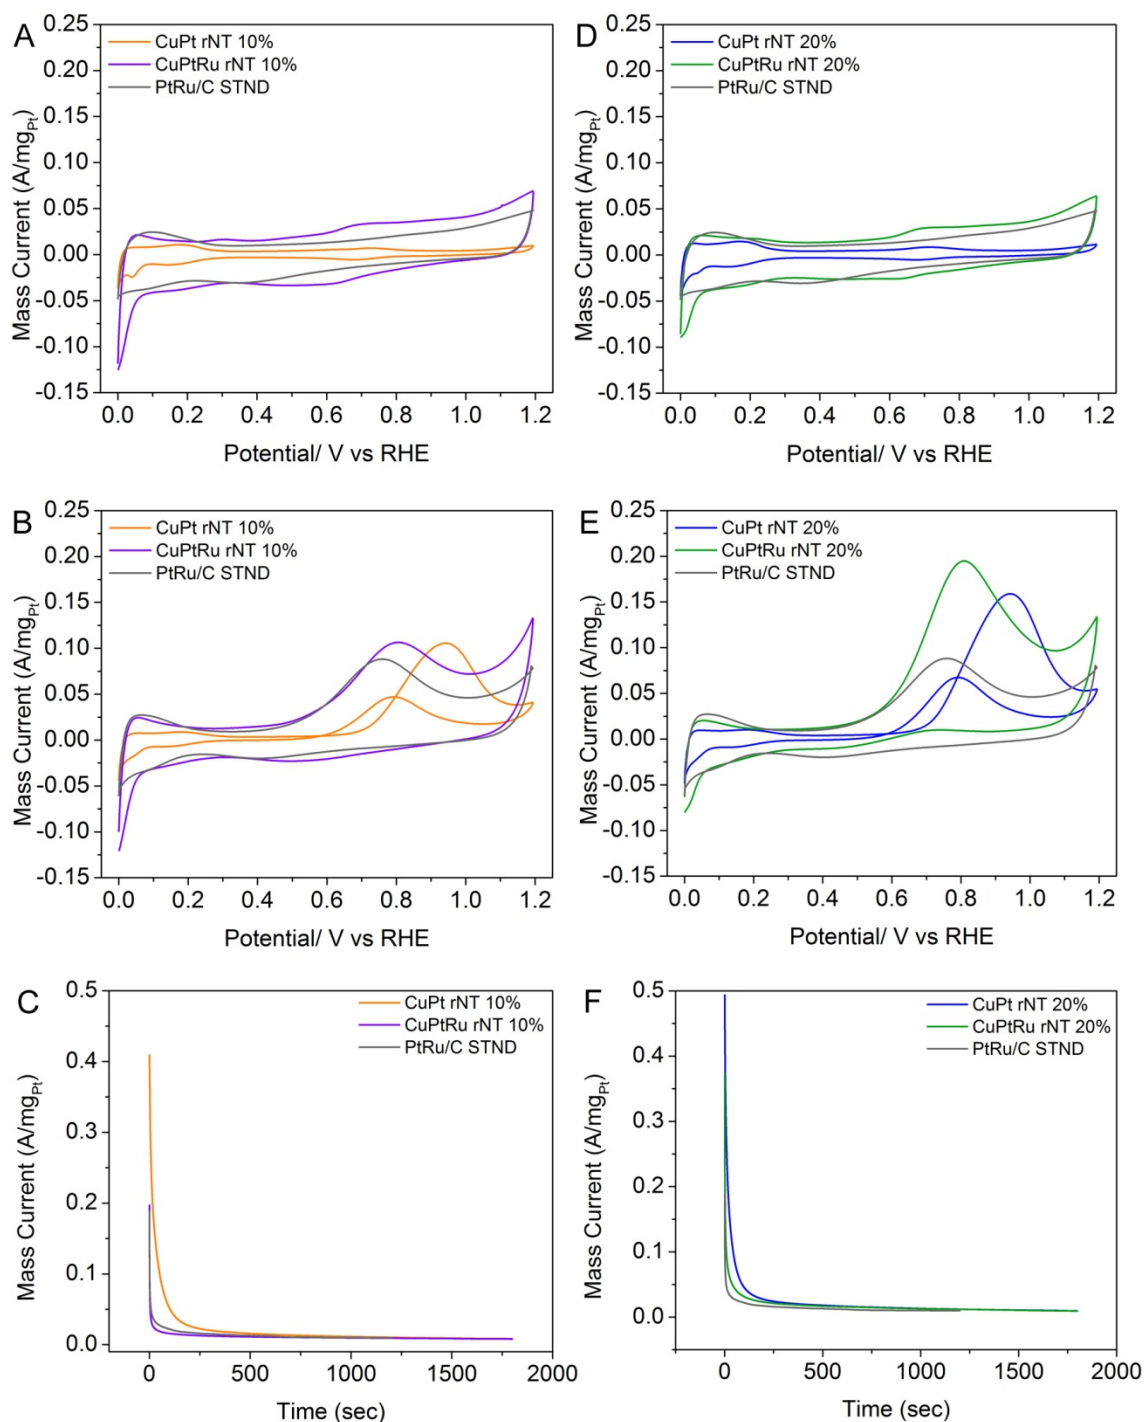 A
CuPt rNT 10%
CuPtRu rNT 10%
PtRu/C STND
0.25
0.20
0.15
0.10
0.05
0.00
-0.05
-0.10
-0.15
Mass Current (A/mgPt)
0.0 0.2 0.4 0.6 0.8 1.0 1.2
Potential/ V vs RHE
D
CuPt rNT 20%
CuPtRu rNT 20%
PtRu/C STND
0.25
0.20
0.15
0.10
0.05
0.00
-0.05
-0.10
-0.15
Mass Current (A/mgPt)
0.0 0.2 0.4 0.6 0.8 1.0 1.2
Potential/ V vs RHE
B
CuPt rNT 10%
CuPtRu rNT 10%
PtRu/C STND
0.25
0.20
0.15
0.10
0.05
0.00
-0.05
-0.10
-0.15
Mass Current (A/mgPt)
0.0 0.2 0.4 0.6 0.8 1.0 1.2
Potential/ V vs RHE
E
CuPt rNT 20%
CuPtRu rNT 20%
PtRu/C STND
0.25
0.20
0.15
0.10
0.05
0.00
-0.05
-0.10
-0.15
Mass Current (A/mgPt)
0.0 0.2 0.4 0.6 0.8 1.0 1.2
Potential/ V vs RHE
C
CuPt rNT 10%
CuPtRu rNT 10%
PtRu/C STND
0.5
0.4
0.3
0.2
0.1
0.0
Mass Current (A/mgPt)
0 500 1000 1500 2000
Time (sec)
F
CuPt rNT 20%
CuPtRu rNT 20%
PtRu/C STND
0.5
0.4
0.3
0.2
0.1
0.0
Mass Current (A/mgPt)
0 500 1000 1500 2000
Time (sec)